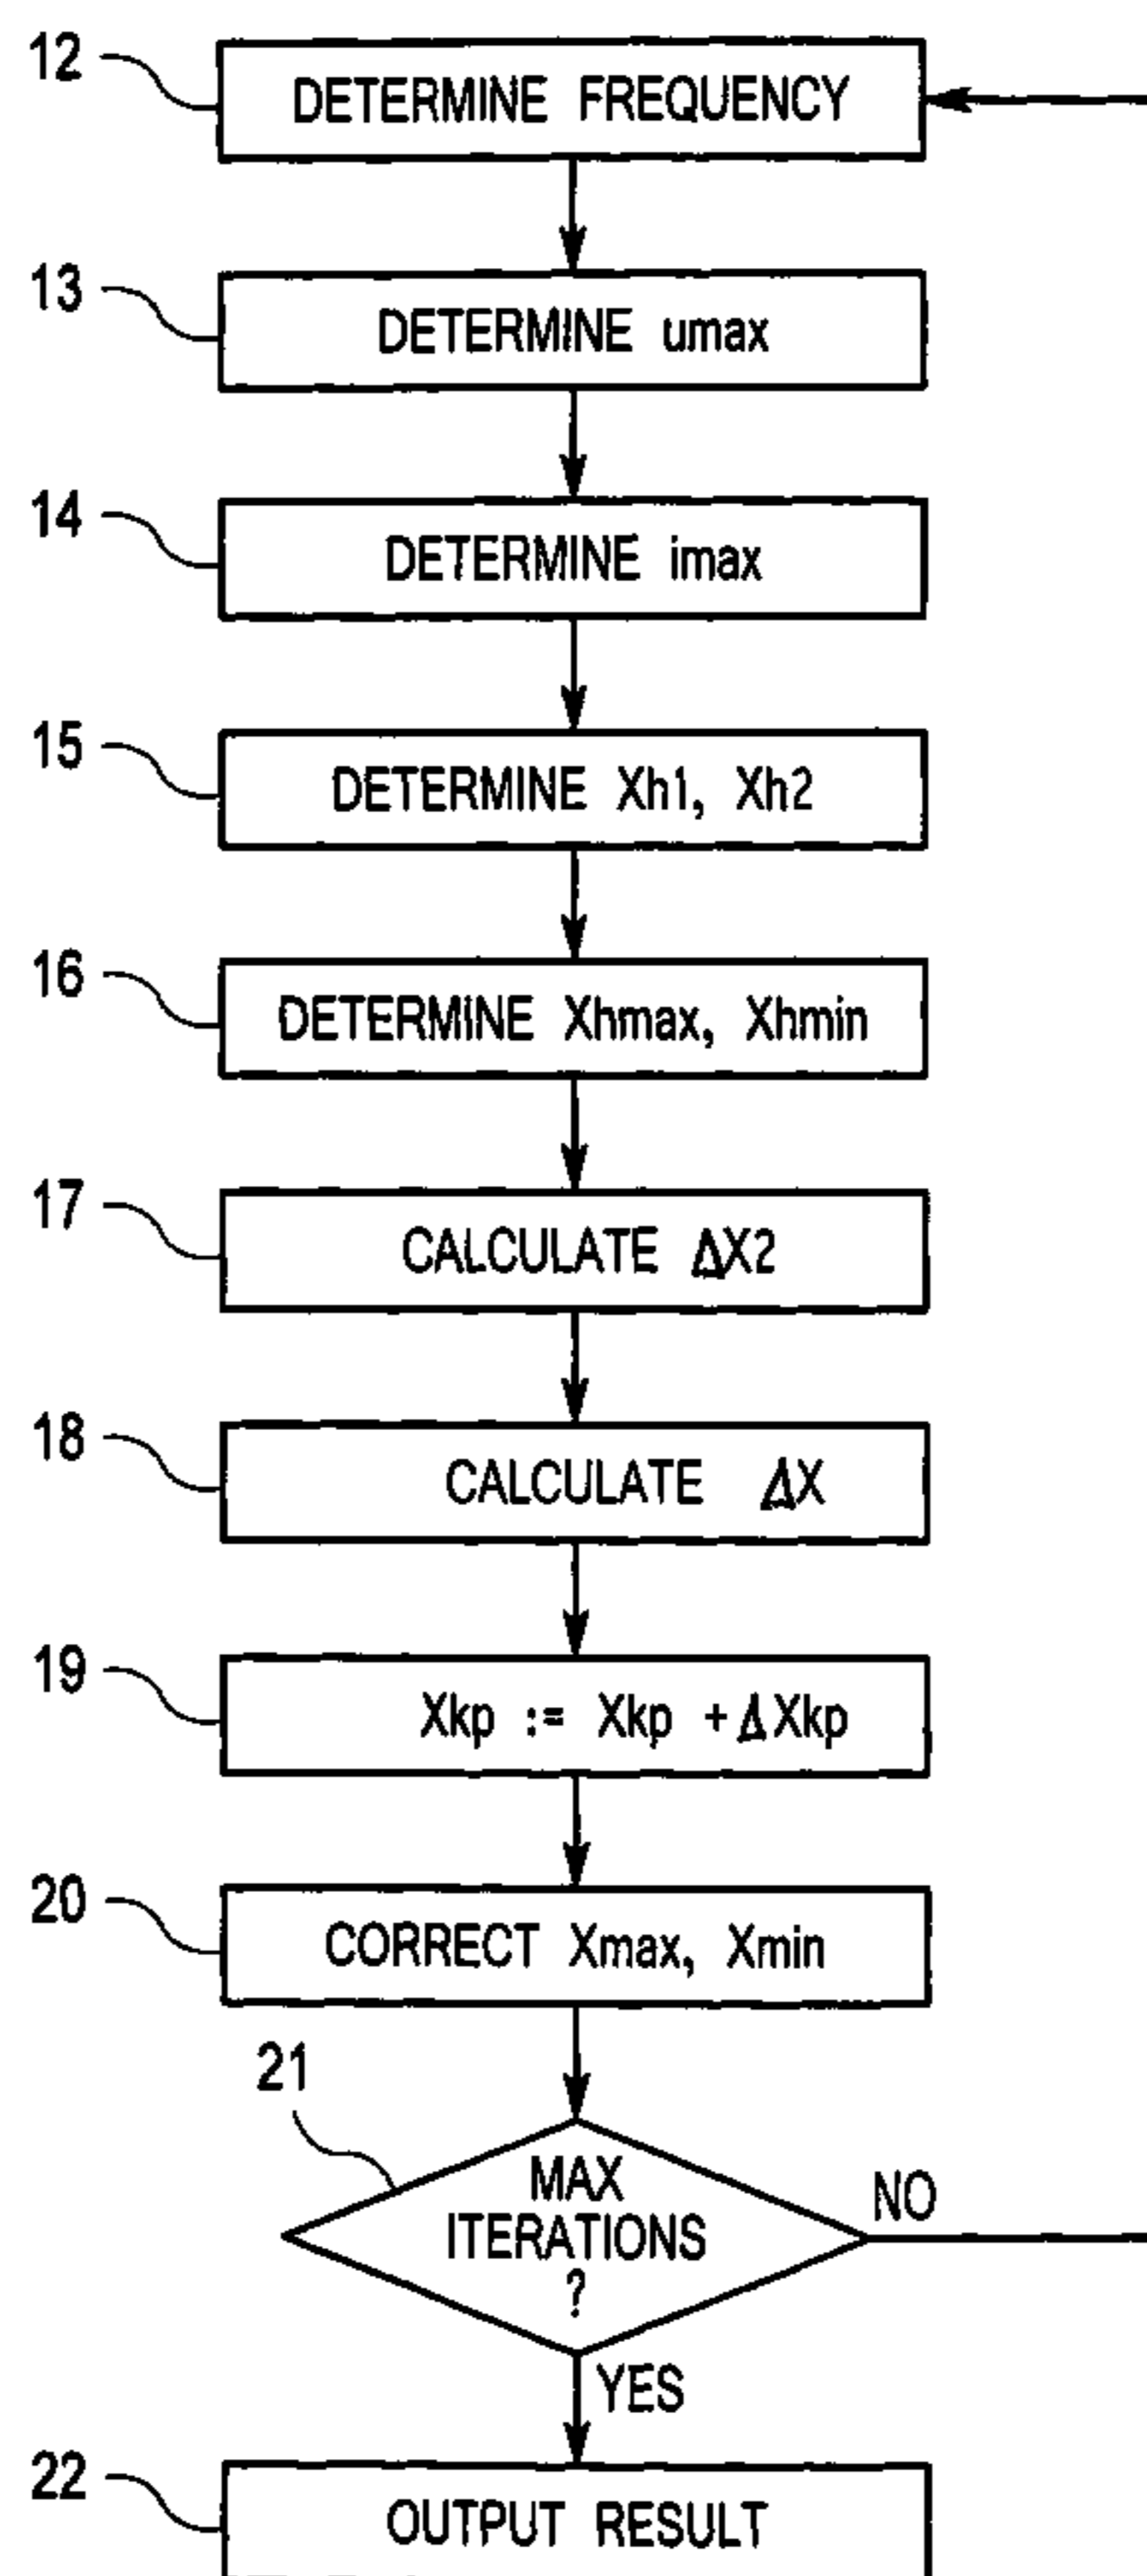 12
DETERMINE FREQUENCY
13
DETERMINE umax
14
DETERMINE imax
15
DETERMINE Xh1, Xh2
16
DETERMINE Xhmax, Xhmin
17
CALCULATE ΔX2
18
CALCULATE ΔX
19
Xkp := Xkp + ΔXkp
20
CORRECT Xmax, Xmin
21
MAX
ITERATIONS
?
NO
YES
22
OUTPUT RESULT